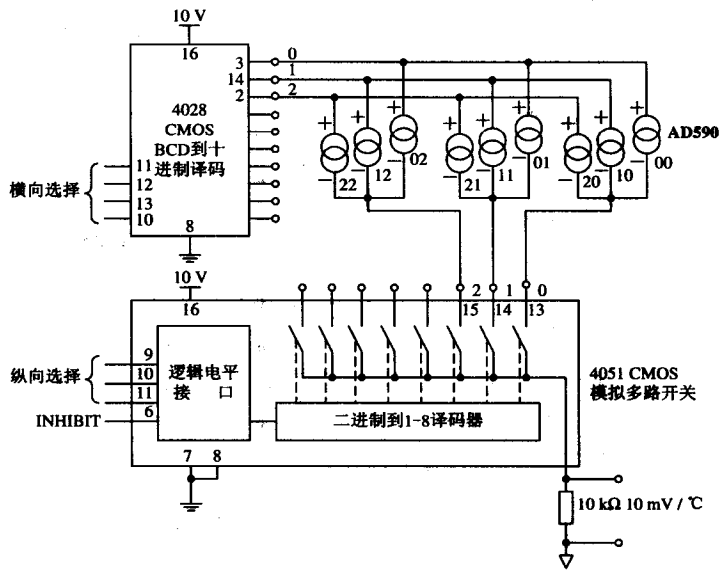 10 V
16
3 0
14 1
2 2
4028
CMOS
BCD到十
进制译码
横向选择
11
12
13
10
8
+ + + + + + + + +
AD590
− − − − − − − − −
22 12 02 21 11 01 20 10 00
10 V
16
2 1 0
15 14 13
纵向选择
9
10
11
INHIBIT 6
逻辑电平
接 口
二进制到1-8译码器
4051 CMOS
模拟多路开关
7 8
10 kΩ 10 mV / ℃